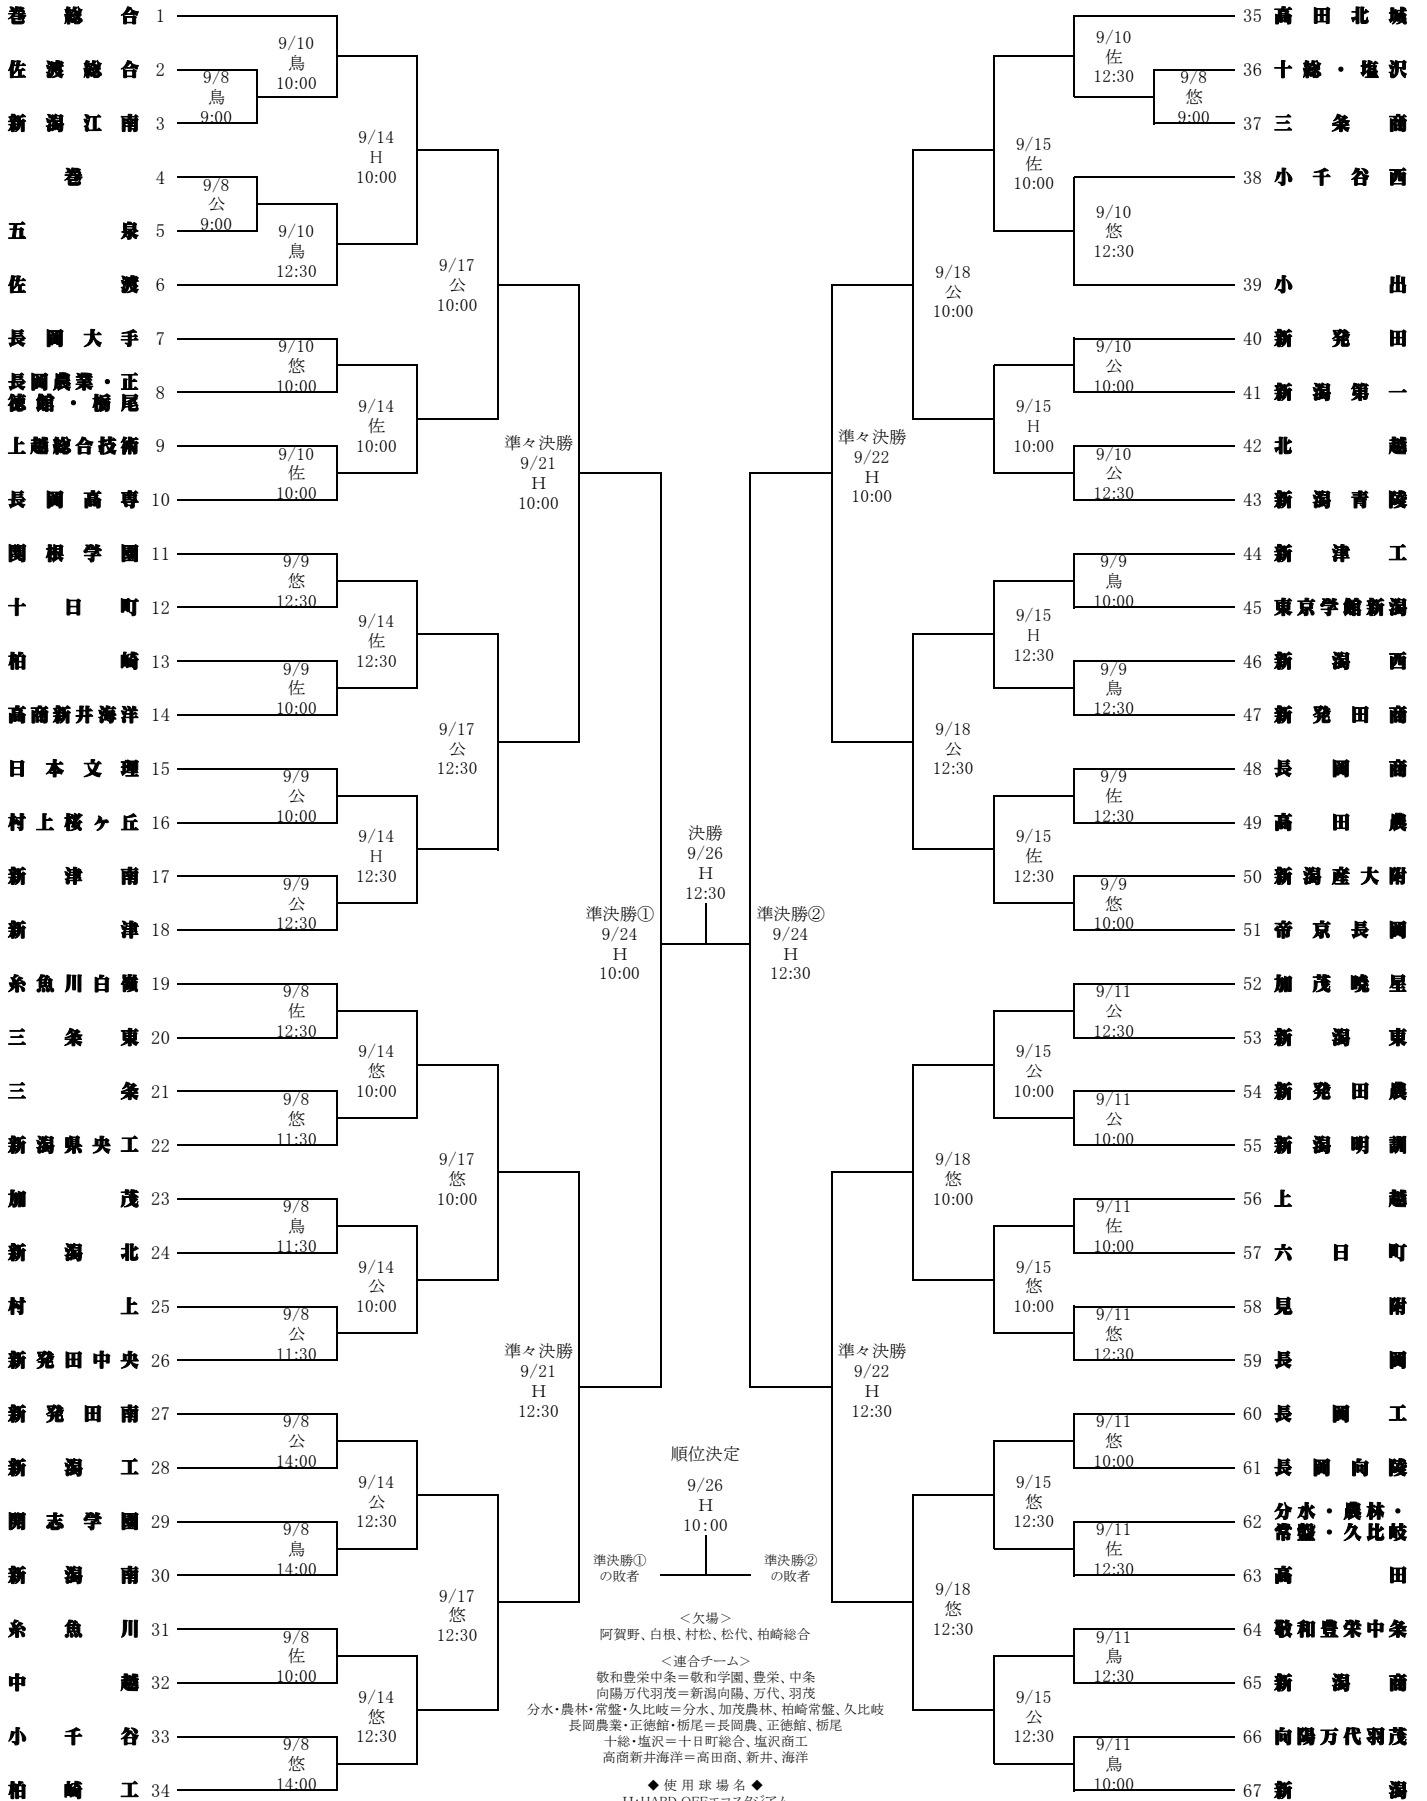 巻総合 1
佐渡総合 2
新潟江南 3
巻 4
五泉 5
佐渡 6
長岡大手 7
長岡農業・正
徳館・栃尾 8
上越総合技術 9
長岡高専 10
関根学園 11
十日町 12
柏崎 13
高商新井海洋 14
日本文理 15
村上桜ヶ丘 16
新津南 17
新津 18
糸魚川白嶺 19
三条東 20
三条 21
新潟県央工 22
加茂 23
新潟北 24
村上 25
新発田中央 26
新発田南 27
新潟工 28
開志学園 29
新潟南 30
糸魚川 31
中越 32
小千谷 33
柏崎工 34
9/8
鳥
9:00
9/8
公
9:00
9/10
鳥
10:00
9/10
鳥
12:30
9/10
悠
10:00
9/10
佐
10:00
9/9
悠
12:30
9/9
佐
10:00
9/9
公
10:00
9/9
公
12:30
9/8
佐
12:30
9/8
悠
11:30
9/8
鳥
11:30
9/8
公
11:30
9/8
公
14:00
9/8
鳥
14:00
9/8
佐
10:00
9/8
悠
14:00
9/14
H
10:00
9/14
佐
10:00
9/14
佐
12:30
9/14
H
12:30
9/14
悠
10:00
9/14
公
10:00
9/14
公
12:30
9/14
悠
12:30
9/17
公
10:00
9/17
公
12:30
9/17
悠
10:00
9/17
悠
12:30
準々決勝
9/21
H
10:00
準々決勝
9/21
H
12:30
準決勝①
9/24
H
10:00
決勝
9/26
H
12:30
準決勝②
9/24
H
12:30
準々決勝
9/22
H
10:00
準々決勝
9/22
H
12:30
9/18
公
10:00
9/18
公
12:30
9/18
悠
10:00
9/18
悠
12:30
9/15
佐
10:00
9/15
H
10:00
9/15
H
12:30
9/15
佐
12:30
9/15
公
10:00
9/15
悠
10:00
9/15
悠
12:30
9/15
公
12:30
9/10
佐
12:30
9/8
悠
9:00
9/10
悠
12:30
9/10
公
10:00
9/10
公
12:30
9/9
鳥
10:00
9/9
鳥
12:30
9/9
佐
12:30
9/9
悠
10:00
9/11
公
12:30
9/11
公
10:00
9/11
佐
10:00
9/11
悠
12:30
9/11
悠
10:00
9/11
佐
12:30
9/11
鳥
12:30
9/11
鳥
10:00
35 高田北城
36 十総・塩沢
37 三条商
38 小千谷西
39 小出
40 新発田
41 新潟第一
42 北越
43 新潟青陵
44 新津工
45 東京学館新潟
46 新潟西
47 新発田商
48 長岡商
49 高田農
50 新潟産大附
51 帝京長岡
52 加茂暁星
53 新潟東
54 新発田農
55 新潟明訓
56 上越
57 六日町
58 見附
59 長岡
60 長岡工
61 長岡向陵
62 分水・農林・
常盤・久比岐
63 高田
64 敬和豊栄中条
65 新潟商
66 向陽万代羽茂
67 新潟
順位決定
9/26
H
10:00
準決勝①
の敗者
準決勝②
の敗者
＜欠場＞
阿賀野、白根、村松、松代、柏崎総合
＜連合チーム＞
敬和豊栄中条＝敬和学園、豊栄、中条
向陽万代羽茂＝新潟向陽、万代、羽茂
分水・農林・常盤・久比岐＝分水、加茂農林、柏崎常盤、久比岐
長岡農業・正徳館・栃尾＝長岡農、正徳館、栃尾
十総・塩沢＝十日町総合、塩沢商工
高商新井海洋＝高田商、新井、海洋
◆ 使 用 球 場 名 ◆
H:HARD OFFエコスタジアム